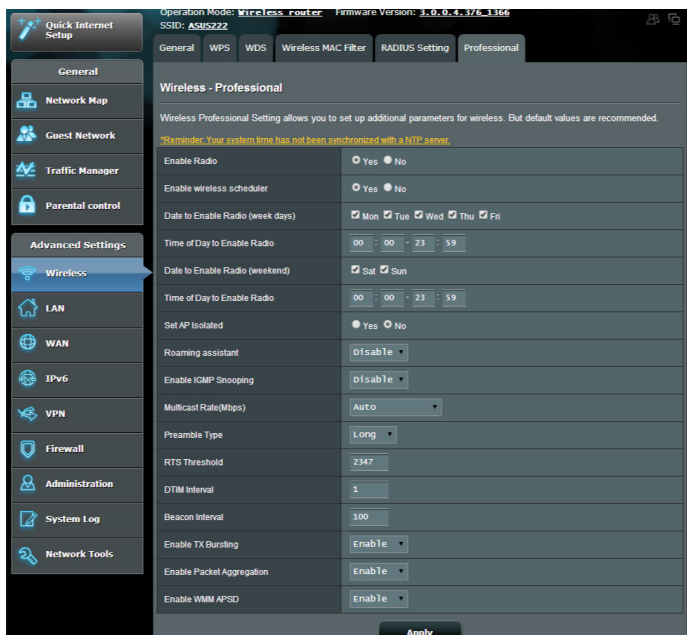 Operation Mode: Wireless router Firmware Version: 3.0.0.4.376_1366
SSID: ASUS222
Quick Internet
Setup
General
Network Map
Guest Network
Traffic Manager
Parental control
Advanced Settings
Wireless
LAN
WAN
IPv6
VPN
Firewall
Administration
System Log
Network Tools
General WPS WDS Wireless MAC Filter RADIUS Setting Professional
Wireless - Professional
Wireless Professional Setting allows you to set up additional parameters for wireless. But default values are recommended.
*Reminder: Your system time has not been synchronized with a NTP server.
Enable Radio Yes No
Enable wireless scheduler Yes No
Date to Enable Radio (week days) Mon Tue Wed Thu Fri
Time of Day to Enable Radio 00 : 00 - 23 : 59
Date to Enable Radio (weekend) Sat Sun
Time of Day to Enable Radio 00 : 00 - 23 : 59
Set AP Isolated Yes No
Roaming assistant Disable
Enable IGMP Snooping Disable
Multicast Rate(Mbps) Auto
Preamble Type Long
RTS Threshold 2347
DTIM Interval 1
Beacon Interval 100
Enable TX Bursting Enable
Enable Packet Aggregation Enable
Enable WMM APSD Enable
Apply